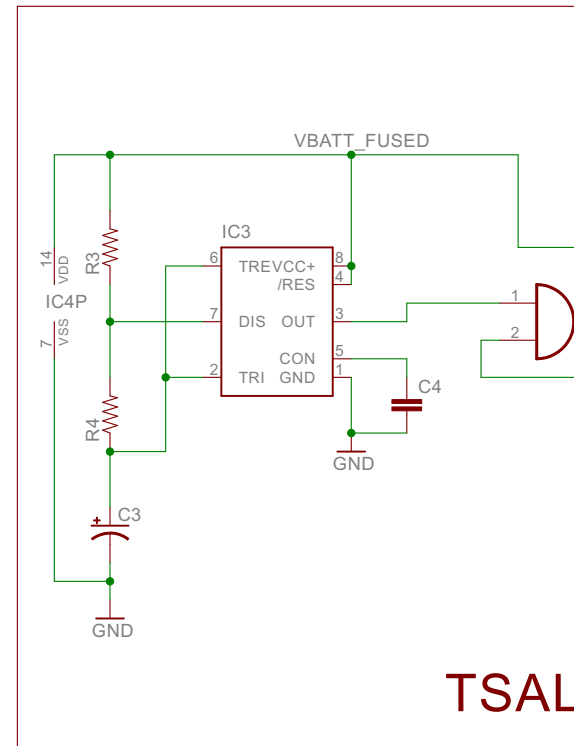 VBATT_FUSED
IC3
14
VDD
R3
6
TRE
VCC+
8
/RES
4
IC4P
7
VSS
7
DIS
OUT
3
1
2
CON
5
2
TRI
GND
1
C4
R4
GND
+
C3
GND
TSAL